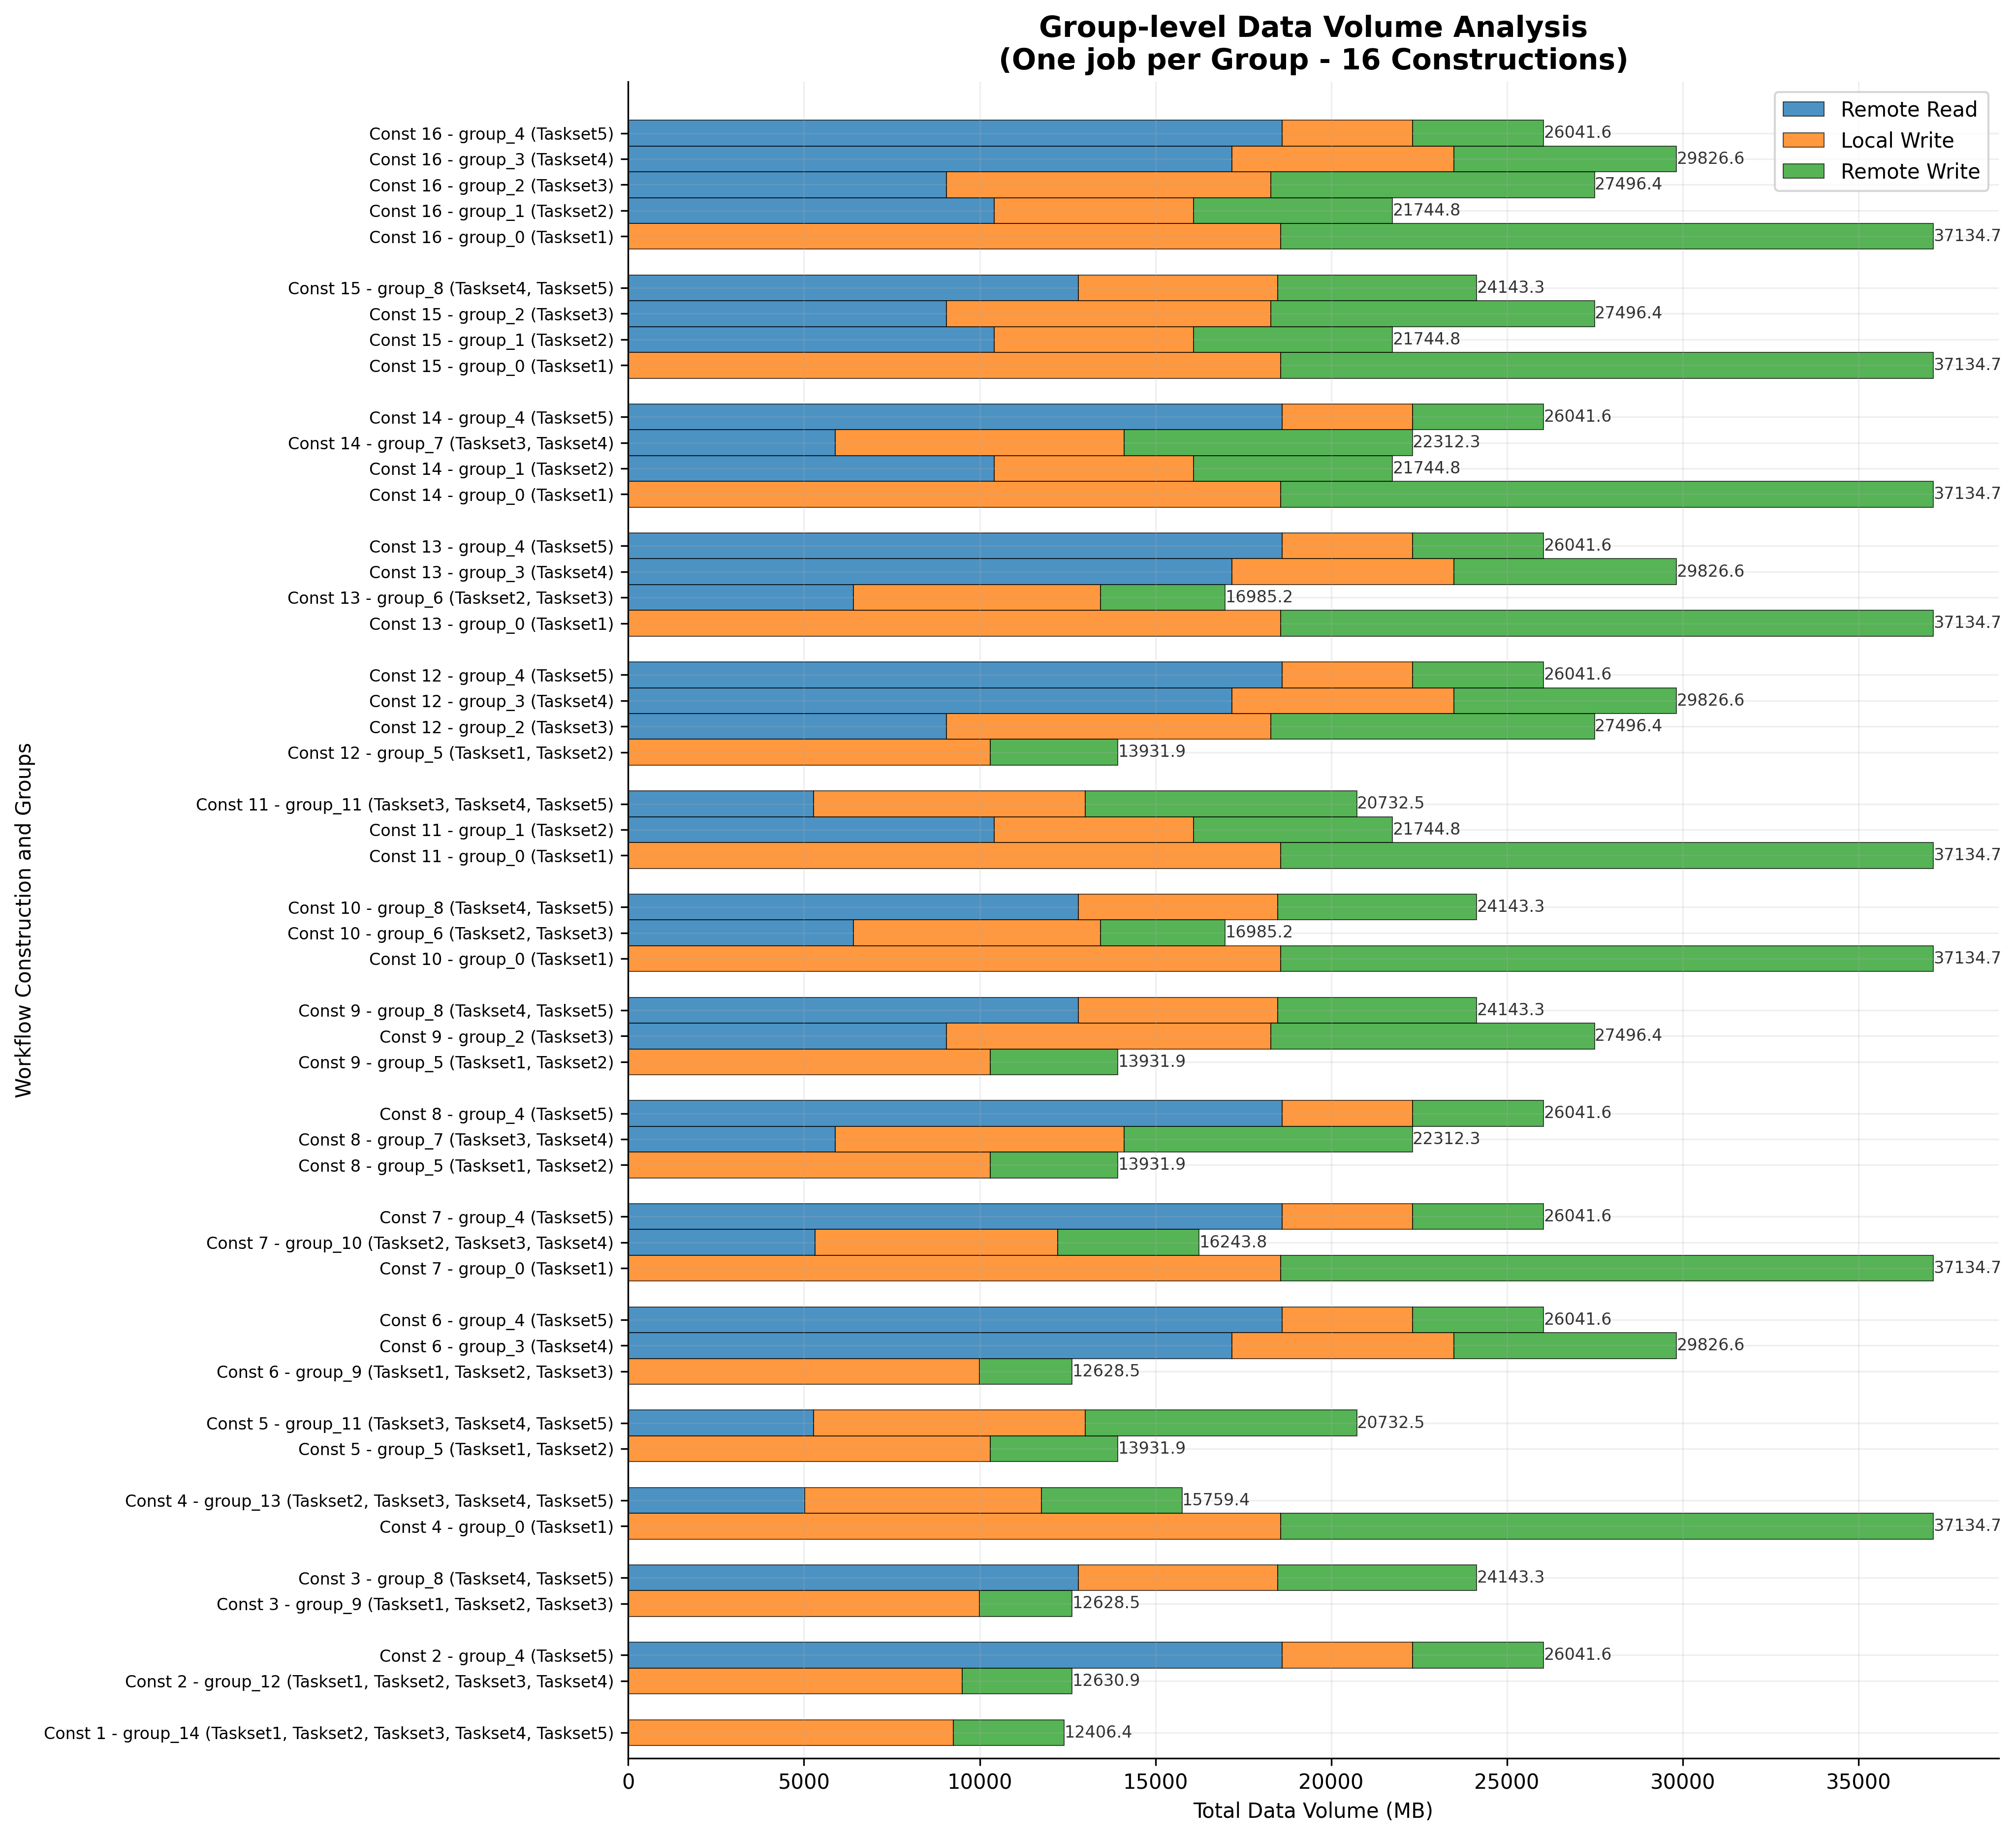 Group-level Data Volume Analysis
(One job per Group - 16 Constructions)
Remote Read
Local Write
Remote Write
Workflow Construction and Groups
Const 16 - group_4 (Taskset5) 26041.6
Const 16 - group_3 (Taskset4) 29826.6
Const 16 - group_2 (Taskset3) 27496.4
Const 16 - group_1 (Taskset2) 21744.8
Const 16 - group_0 (Taskset1) 37134.7
Const 15 - group_8 (Taskset4, Taskset5) 24143.3
Const 15 - group_2 (Taskset3) 27496.4
Const 15 - group_1 (Taskset2) 21744.8
Const 15 - group_0 (Taskset1) 37134.7
Const 14 - group_4 (Taskset5) 26041.6
Const 14 - group_7 (Taskset3, Taskset4) 22312.3
Const 14 - group_1 (Taskset2) 21744.8
Const 14 - group_0 (Taskset1) 37134.7
Const 13 - group_4 (Taskset5) 26041.6
Const 13 - group_3 (Taskset4) 29826.6
Const 13 - group_6 (Taskset2, Taskset3) 16985.2
Const 13 - group_0 (Taskset1) 37134.7
Const 12 - group_4 (Taskset5) 26041.6
Const 12 - group_3 (Taskset4) 29826.6
Const 12 - group_2 (Taskset3) 27496.4
Const 12 - group_5 (Taskset1, Taskset2) 13931.9
Const 11 - group_11 (Taskset3, Taskset4, Taskset5) 20732.5
Const 11 - group_1 (Taskset2) 21744.8
Const 11 - group_0 (Taskset1) 37134.7
Const 10 - group_8 (Taskset4, Taskset5) 24143.3
Const 10 - group_6 (Taskset2, Taskset3) 16985.2
Const 10 - group_0 (Taskset1) 37134.7
Const 9 - group_8 (Taskset4, Taskset5) 24143.3
Const 9 - group_2 (Taskset3) 27496.4
Const 9 - group_5 (Taskset1, Taskset2) 13931.9
Const 8 - group_4 (Taskset5) 26041.6
Const 8 - group_7 (Taskset3, Taskset4) 22312.3
Const 8 - group_5 (Taskset1, Taskset2) 13931.9
Const 7 - group_4 (Taskset5) 26041.6
Const 7 - group_10 (Taskset2, Taskset3, Taskset4) 16243.8
Const 7 - group_0 (Taskset1) 37134.7
Const 6 - group_4 (Taskset5) 26041.6
Const 6 - group_3 (Taskset4) 29826.6
Const 6 - group_9 (Taskset1, Taskset2, Taskset3) 12628.5
Const 5 - group_11 (Taskset3, Taskset4, Taskset5) 20732.5
Const 5 - group_5 (Taskset1, Taskset2) 13931.9
Const 4 - group_13 (Taskset2, Taskset3, Taskset4, Taskset5) 15759.4
Const 4 - group_0 (Taskset1) 37134.7
Const 3 - group_8 (Taskset4, Taskset5) 24143.3
Const 3 - group_9 (Taskset1, Taskset2, Taskset3) 12628.5
Const 2 - group_4 (Taskset5) 26041.6
Const 2 - group_12 (Taskset1, Taskset2, Taskset3, Taskset4) 12630.9
Const 1 - group_14 (Taskset1, Taskset2, Taskset3, Taskset4, Taskset5) 12406.4
0 5000 10000 15000 20000 25000 30000 35000
Total Data Volume (MB)